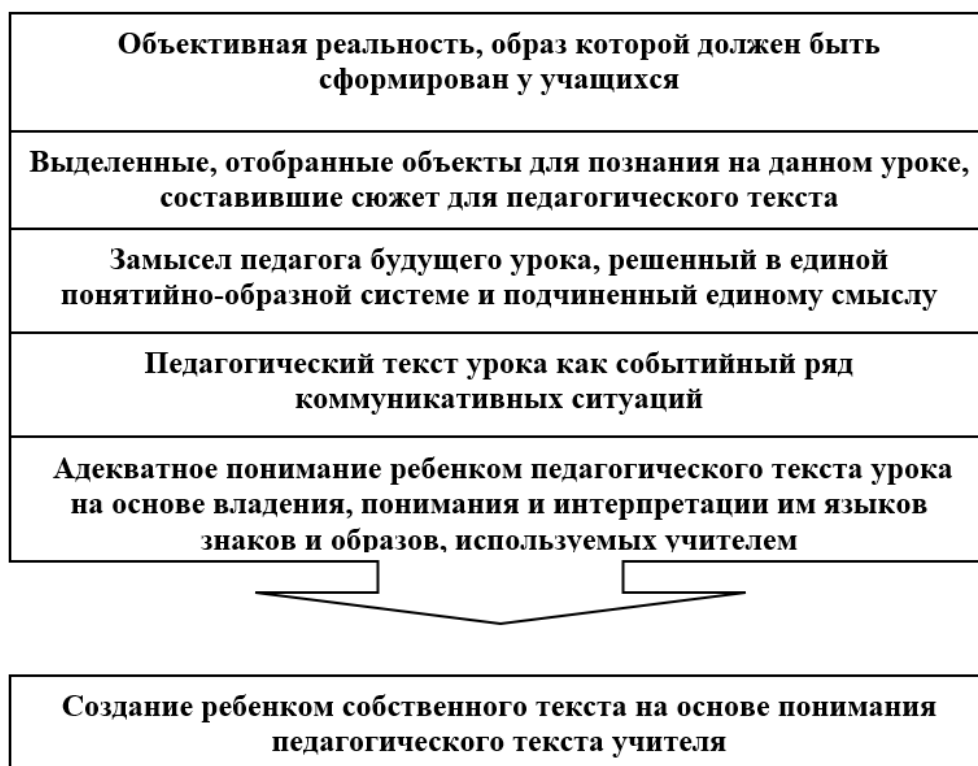 Объективная реальность, образ которой должен быть
сформирован у учащихся
Выделенные, отобранные объекты для познания на данном уроке,
составившие сюжет для педагогического текста
Замысел педагога будущего урока, решенный в единой
понятийно-образной системе и подчиненный единому смыслу
Педагогический текст урока как событийный ряд
коммуникативных ситуаций
Адекватное понимание ребенком педагогического текста урока
на основе владения, понимания и интерпретации им языков
знаков и образов, используемых учителем
Создание ребенком собственного текста на основе понимания
педагогического текста учителя